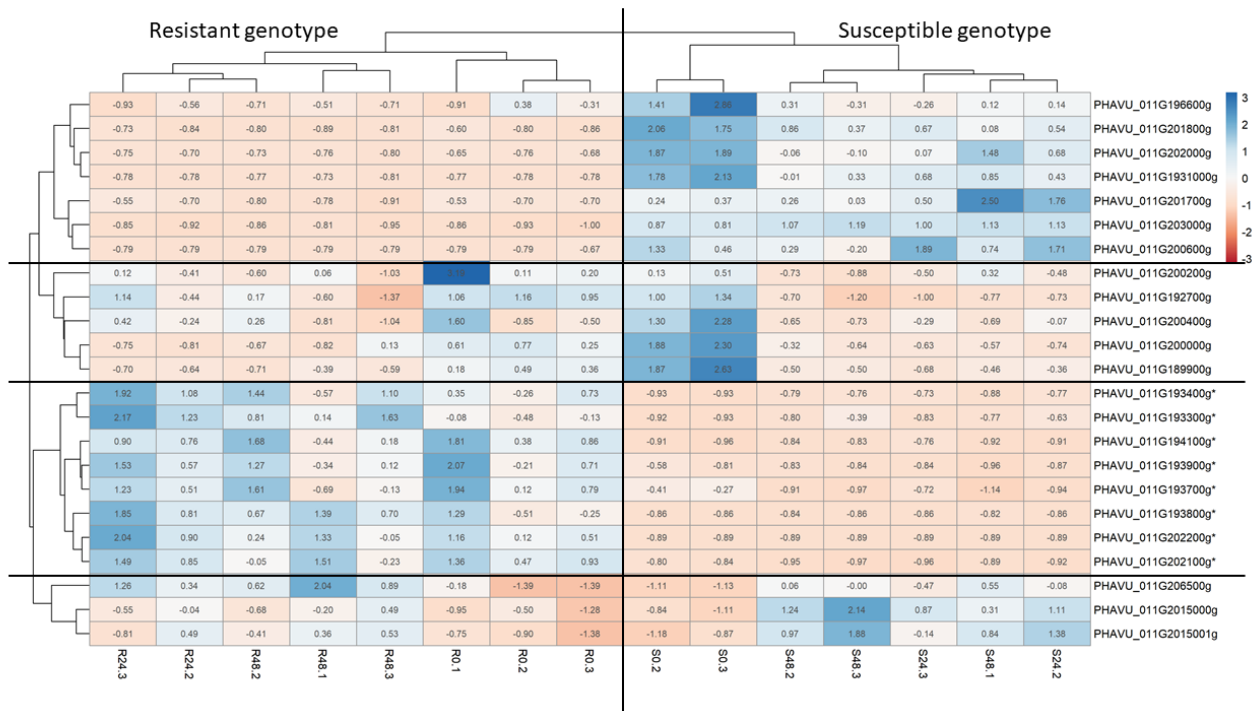 Resistant genotype Susceptible genotype
-0.93 -0.56 -0.71 -0.51 -0.71 -0.91 0.38 -0.31 1.41 2.86 0.31 -0.31 -0.26 0.12 0.14 PHAVU_011G196600g
-0.73 -0.84 -0.80 -0.89 -0.81 -0.60 -0.80 -0.86 2.06 1.75 0.86 0.37 0.67 0.08 0.54 PHAVU_011G201800g
-0.75 -0.70 -0.73 -0.76 -0.80 -0.65 -0.76 -0.68 1.87 1.89 -0.06 -0.10 0.07 1.48 0.68 PHAVU_011G202000g
-0.78 -0.78 -0.77 -0.73 -0.81 -0.77 -0.78 -0.78 1.78 2.13 -0.01 0.33 0.68 0.85 0.43 PHAVU_011G1931000g
-0.55 -0.70 -0.80 -0.78 -0.91 -0.53 -0.70 -0.70 0.24 0.37 0.26 0.03 0.50 2.50 1.76 PHAVU_011G201700g
-0.85 -0.92 -0.86 -0.81 -0.95 -0.86 -0.93 -1.00 0.87 0.81 1.07 1.19 1.00 1.13 1.13 PHAVU_011G203000g
-0.79 -0.79 -0.79 -0.79 -0.79 -0.79 -0.79 -0.67 1.33 0.46 0.29 -0.20 1.89 0.74 1.71 PHAVU_011G200600g
0.12 -0.41 -0.60 0.06 -1.03 0.11 0.20 0.13 0.51 -0.73 -0.88 -0.50 0.32 -0.48 PHAVU_011G200200g
1.14 -0.44 0.17 -0.60 -1.37 1.06 1.16 0.95 1.00 1.34 -0.70 -1.20 -1.00 -0.77 -0.73 PHAVU_011G192700g
0.42 -0.24 0.26 -0.81 -1.04 1.60 -0.85 -0.50 1.30 2.28 -0.65 -0.73 -0.29 -0.69 -0.07 PHAVU_011G200400g
-0.75 -0.81 -0.67 -0.82 0.13 0.61 0.77 0.25 1.88 2.30 -0.32 -0.64 -0.63 -0.57 -0.74 PHAVU_011G200000g
-0.70 -0.64 -0.71 -0.39 -0.59 0.18 0.49 0.36 1.87 2.63 -0.50 -0.50 -0.68 -0.46 -0.36 PHAVU_011G189900g
1.92 1.08 1.44 -0.57 1.10 0.35 -0.26 0.73 -0.93 -0.93 -0.79 -0.76 -0.73 -0.88 -0.77 PHAVU_011G193400g*
2.17 1.23 0.81 0.14 1.63 -0.08 -0.48 -0.13 -0.92 -0.93 -0.80 -0.39 -0.83 -0.77 -0.63 PHAVU_011G193300g*
0.90 0.76 1.68 -0.44 0.18 1.81 0.38 0.86 -0.91 -0.96 -0.84 -0.83 -0.76 -0.92 -0.91 PHAVU_011G194100g*
1.53 0.57 1.27 -0.34 0.12 2.07 -0.21 0.71 -0.58 -0.81 -0.83 -0.84 -0.84 -0.96 -0.87 PHAVU_011G193900g*
1.23 0.51 1.61 -0.69 -0.13 1.94 0.12 0.79 -0.41 -0.27 -0.91 -0.97 -0.72 -1.14 -0.94 PHAVU_011G193700g*
1.85 0.81 0.67 1.39 0.70 1.29 -0.51 -0.25 -0.86 -0.86 -0.84 -0.86 -0.86 -0.82 -0.86 PHAVU_011G193800g*
2.04 0.90 0.24 1.33 -0.05 1.16 0.12 0.51 -0.89 -0.89 -0.89 -0.89 -0.89 -0.89 -0.89 PHAVU_011G202200g*
1.49 0.85 -0.05 1.51 -0.23 1.36 0.47 0.93 -0.80 -0.84 -0.95 -0.97 -0.96 -0.89 -0.92 PHAVU_011G202100g*
1.26 0.34 0.62 2.04 0.89 -0.18 -1.39 -1.39 -1.11 -1.13 0.06 -0.00 -0.47 0.55 -0.08 PHAVU_011G206500g
-0.55 -0.04 -0.68 -0.20 0.49 -0.95 -0.50 -1.28 -0.84 -1.11 1.24 2.14 0.87 0.31 1.11 PHAVU_011G2015000g
-0.81 0.49 -0.41 0.36 0.53 -0.75 -0.90 -1.38 -1.18 -0.87 0.97 1.88 -0.14 0.84 1.38 PHAVU_011G2015001g
R24.3 R24.2 R48.2 R48.1 R48.3 R0.1 R0.2 R0.3 S0.2 S0.3 S48.2 S48.3 S24.3 S48.1 S24.2
3
2
1
0
-1
-2
-3